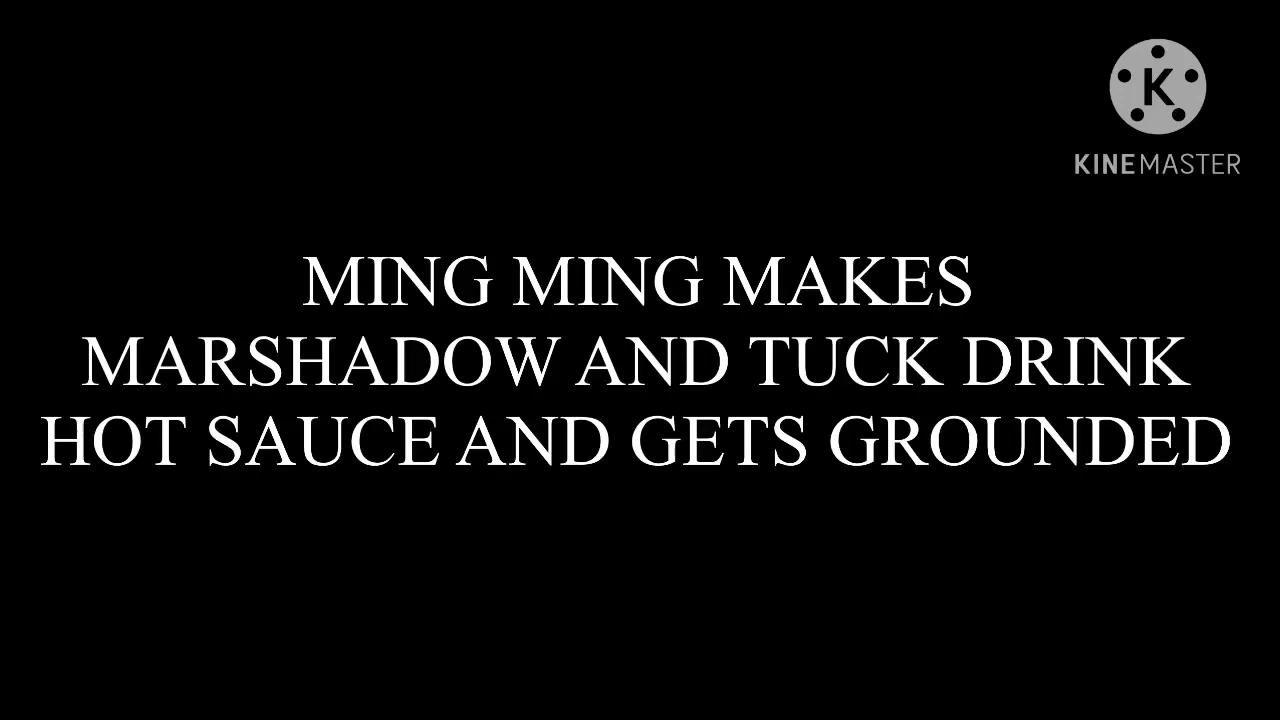 K
KINEMASTER
MING MING MAKES
MARSHADOW AND TUCK DRINK
HOT SAUCE AND GETS GROUNDED